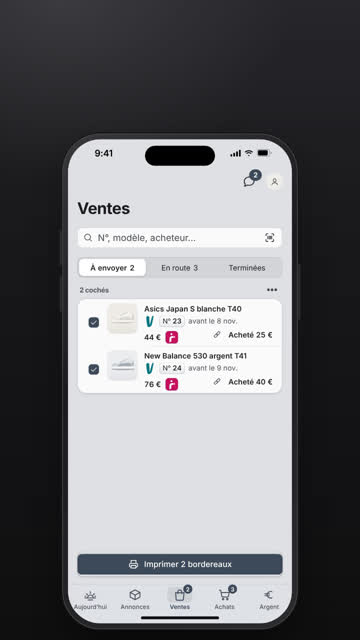 9:41
2
Ventes
N°, modèle, acheteur...
À envoyer 2
En route 3
Terminées
2 cochés
Asics Japan S blanche T40
N° 23 avant le 8 nov.
44 € Acheté 25 €
New Balance 530 argent T41
N° 24 avant le 9 nov.
76 € Acheté 40 €
Imprimer 2 bordereaux
2 3
Aujourd'hui Annonces Ventes Achats Argent